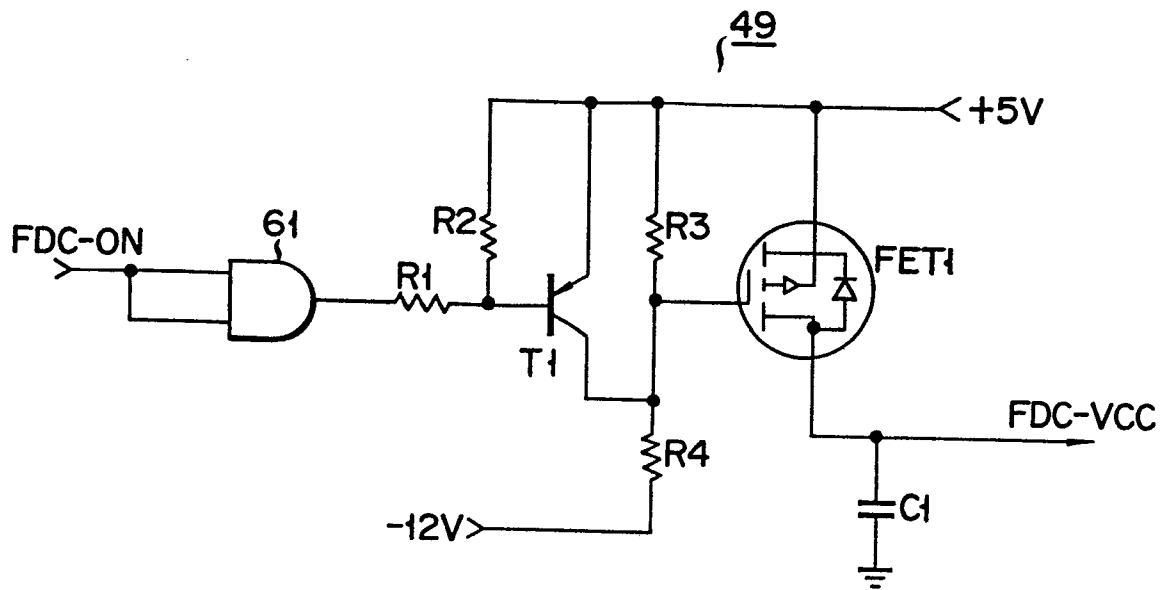 49
+5V
61
R2
R3
FDC-ON
FET1
R1
T1
FDC-VCC
R4
C1
-12V